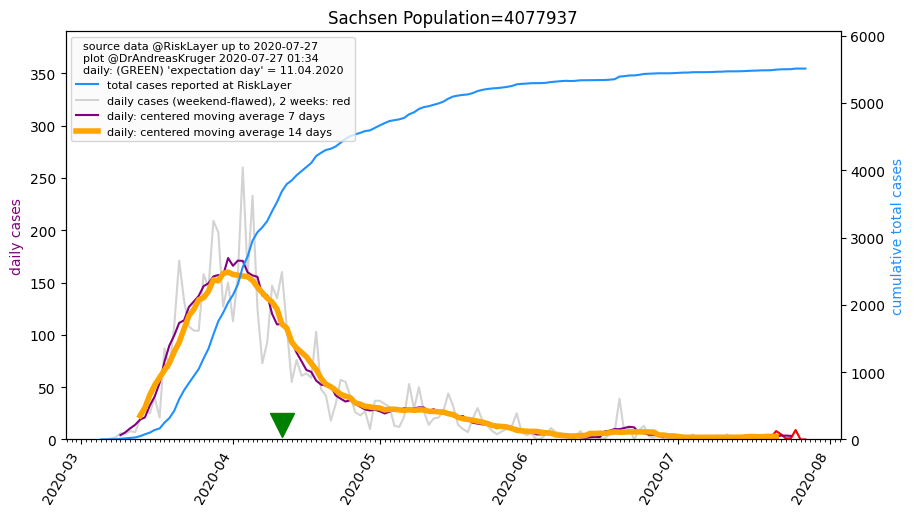 Sachsen Population=4077937
source data @RiskLayer up to 2020-07-27
plot @DrAndreasKruger 2020-07-27 01:34
daily: (GREEN) 'expectation day' = 11.04.2020
total cases reported at RiskLayer
daily cases (weekend-flawed), 2 weeks: red
daily: centered moving average 7 days
daily: centered moving average 14 days
daily cases
350
300
250
200
150
100
50
0
cumulative total cases
6000
5000
4000
3000
2000
1000
0
2020-03
2020-04
2020-05
2020-06
2020-07
2020-08